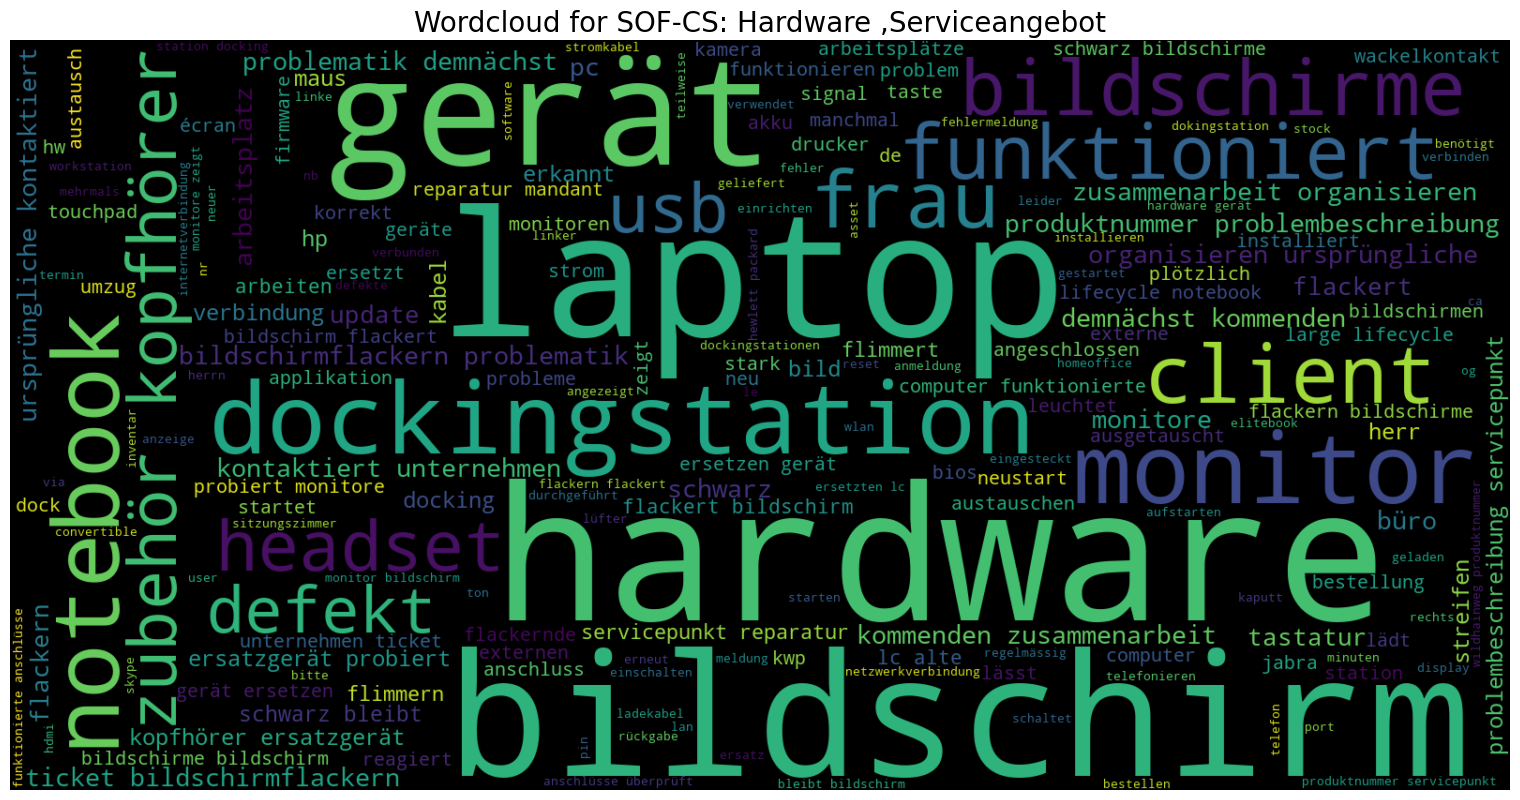 Wordcloud for SOF-CS: Hardware ,Serviceangebot
ursprüngliche kontaktiert
austausch
station docking
problematik demnächst
stromkabel
pc
kamera
arbeitsplätze
schwarz bildschirme
wackelkontakt
maus
linke
gerät
software
teilweise
funktionieren
problem
bildschirme
signal
taste
verwendet
akku
manchmal
fehlermeldung
dokingstation
stock
benötigt
verbinden
hw
écran
arbeitsplatz
firmware
drucker
de
funktioniert
fehler
workstation
mehrmals
nb
erkannt
reparatur mandant
geliefert
frau
zusammenarbeit organisieren
hardware gerät
touchpad
kopfhörer
zubehör
internetverbindung
monitore zeigt
neuer
korrekt
geräte
monitoren
usb
einrichten
asset
leider
produktnummer problembeschreibung
hp
linker
verbunden
laptop
installieren
installiert
organisieren ursprüngliche
termin
umzug
nr
ersetzt
defekte
arbeiten
kabel
strom
hewlett packard
gestartet
plötzlich
lifecycle notebook
flackert
ca
verbindung
update
demnächst kommenden
bildschirmen
bildschirm flackert
externe
large lifecycle
notebook
bildschirmflackern problematik
dockingstationen
flimmert
angeschlossen
zeigt
stark
bild
reset
anmeldung
homeoffice
client
og
herrn
applikation
probleme
angezeigt
neu
computer funktionierte
leuchtet
flackern bildschirme
inventar
anzeige
dockingstation
ie
wlan
monitore
elitebook
ausgetauscht
herr
problembeschreibung servicepunkt
kontaktiert unternehmen
ersetzen gerät
eingesteckt
monitor
via
probiert monitore
flackern flackert
schwarz
bios
neustart
dock
docking
durchgeführt
ersetzten lc
austauschen
startet
flackert bildschirm
aufstarten
büro
convertible
sitzungszimmer
lüfter
hardware
geladen
headset
user
monitor bildschirm
ton
starten
bestellung
kaputt
streifen
wildhainweg produktnummer
defekt
rechts
flackern
unternehmen ticket
flackernde
servicepunkt reparatur
kommenden zusammenarbeit
tastatur
lädt
funktionierte anschlüsse
ersatzgerät probiert
externen
anschluss
erneut
meldung
kwp
lc alte
regelmässig
computer
jabra
minuten
skype
bitte
einschalten
netzwerkverbindung
lässt
telefonieren
station
display
gerät ersetzen
flimmern
bildschirm
schwarz bleibt
ladekabel
lan
schaltet
telefon
port
hdmi
kopfhörer ersatzgerät
rückgabe
pin
bildschirme bildschirm
reagiert
ersatz
ticket bildschirmflackern
anschlüsse überprüft
bleibt bildschirm
bestellen
produktnummer servicepunkt